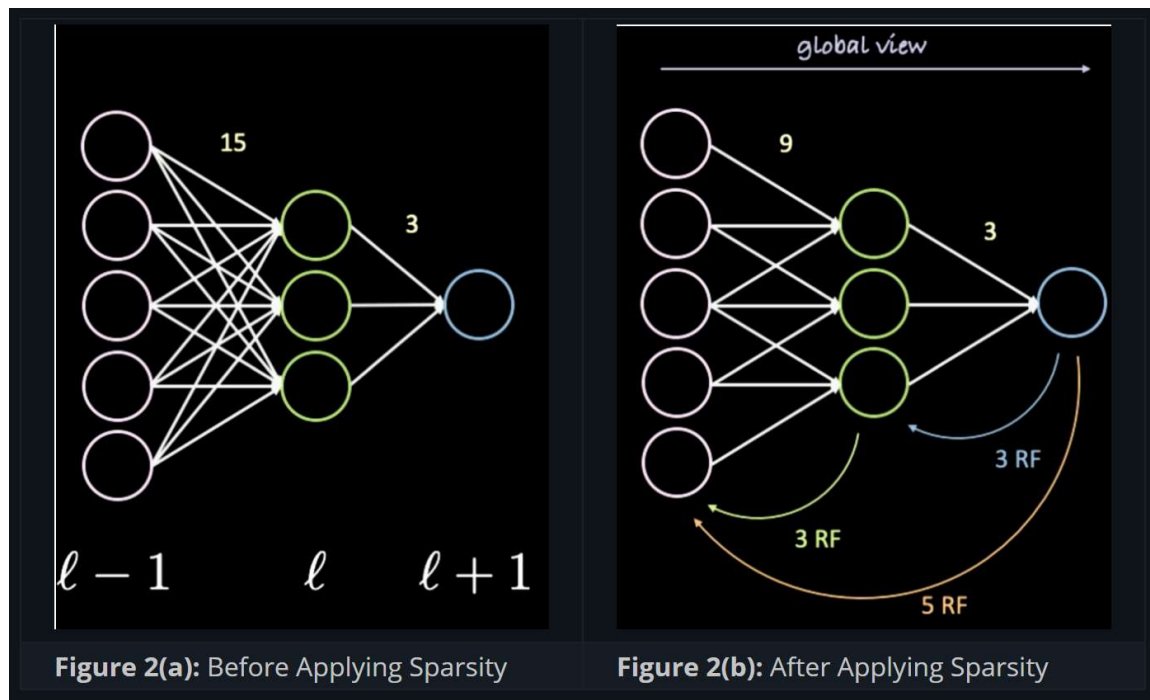 15
3
ℓ − 1
ℓ
ℓ + 1
global view
9
3
3 RF
3 RF
5 RF
Figure 2(a): Before Applying Sparsity
Figure 2(b): After Applying Sparsity